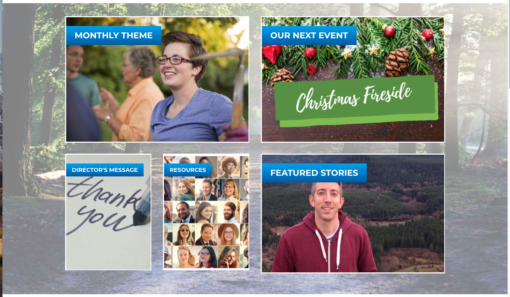 MONTHLY THEME
OUR NEXT EVENT
Christmas Fireside
DIRECTOR'S MESSAGE
thank
you
RESOURCES
FEATURED STORIES